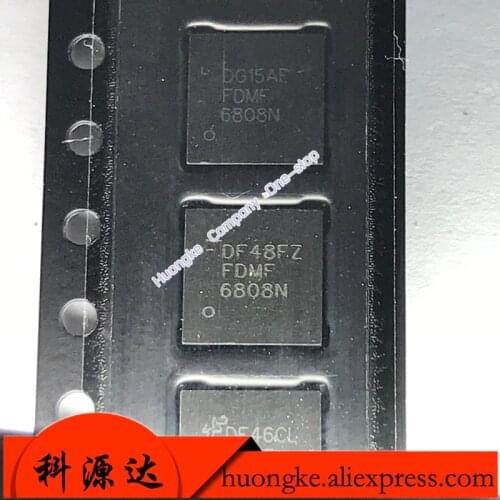 DG15AE
FDMF
6808N
Huongke Company .One-stop
DF48FZ
FDMF
6808N
DF46CL
科源达
huongke.aliexpress.com/